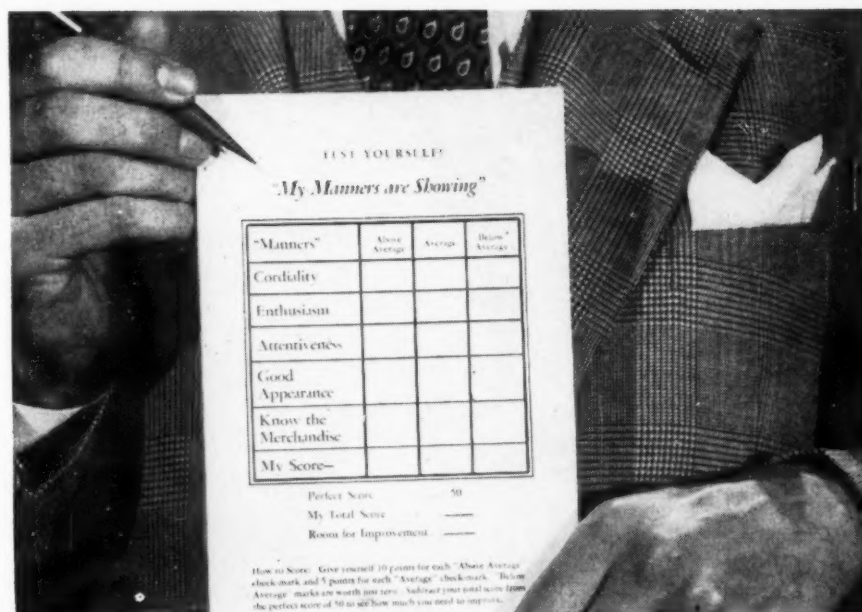 TEST YOURSELF!
"My Manners are Showing"
"Manners" Above Average Average Below Average
Cordiality
Enthusiasm
Attentiveness
Good
Appearance
Know the
Merchandise
My Score—
Perfect Score 50
My Total Score
Room for Improvement
How to Score: Give yourself 10 points for each "Above Average"
check-mark and 5 points for each "Average" check-mark. "Below
Average" marks are worth just zero. Subtract your total score from
the perfect score of 50 to see how much you need to improve.